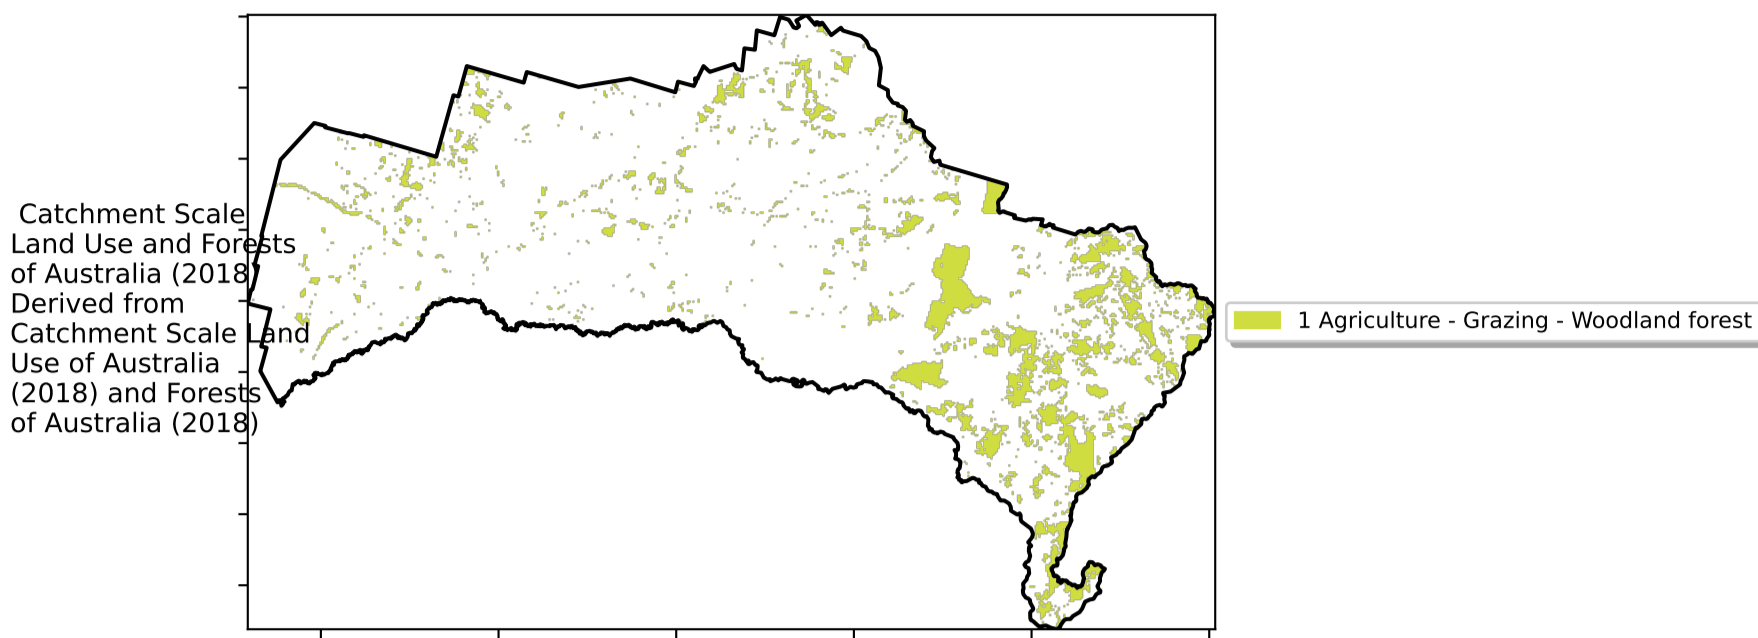 Catchment Scale
Land Use and Forests
of Australia (2018)
Derived from
Catchment Scale Land
Use of Australia
(2018) and Forests
of Australia (2018)
1 Agriculture - Grazing - Woodland forest